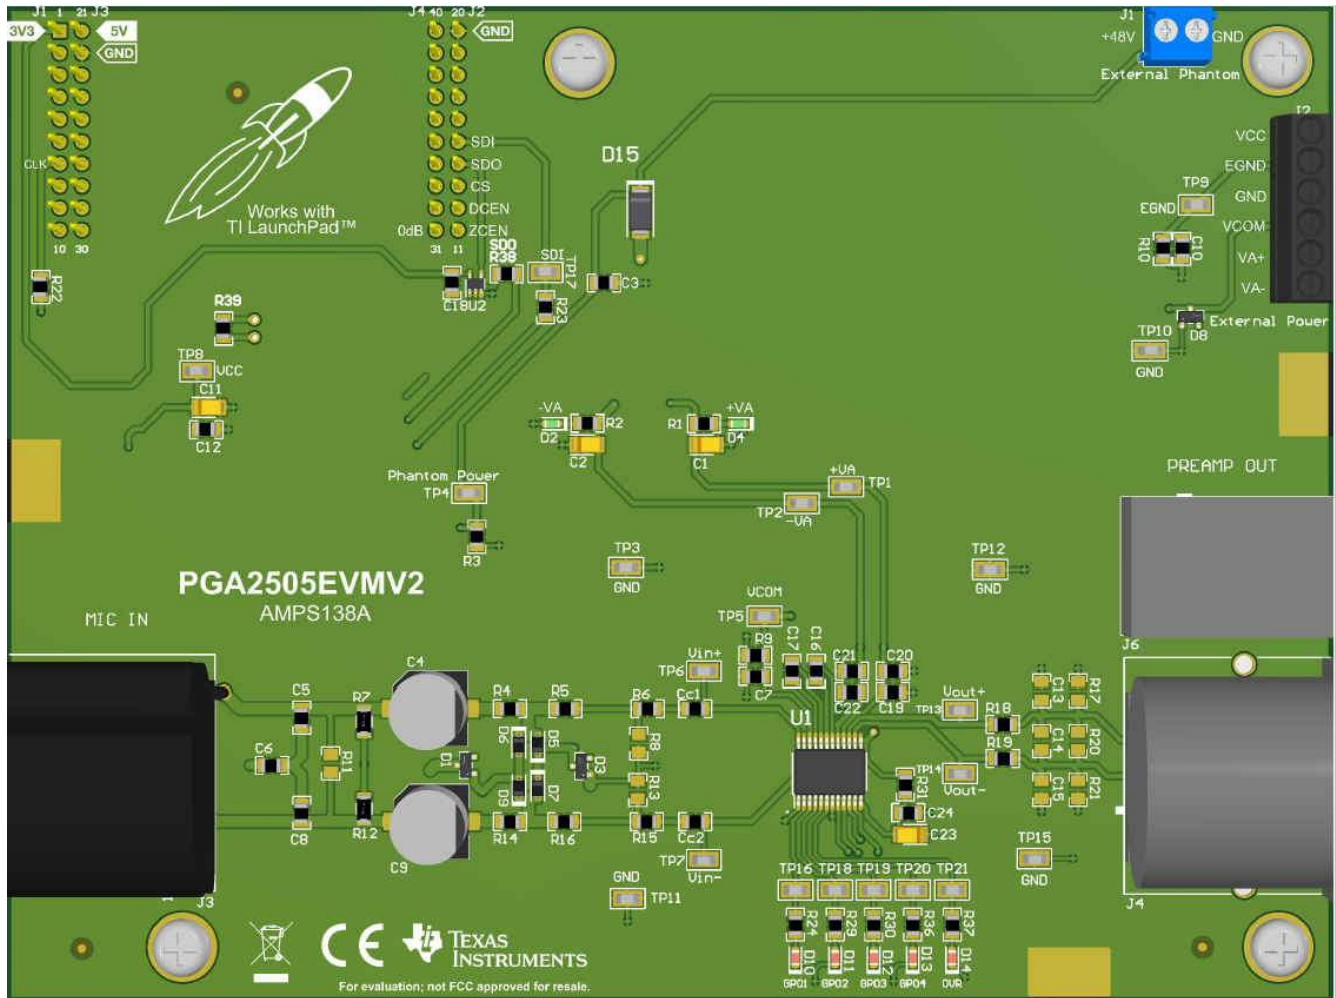 J1 1 21 J3
3V3
5V
GND
J4 40 20 J2
GND
J1
+48V
GND
External Phantom
J2
VCC
EGND
GND
VCOM
VA+
VA-
External Power
SDI
SDO
CS
DCEN
ZCEN
0dB
31 11
CLK
10 30
Works with
TI LaunchPad™
D15
TP9
EGND
R10
C10
TP10
GND
D8
R22
R39
SDO
R38
SDI
TP17
C18
U2
R23
C3
TP8
VCC
C11
C12
-VA
D2
R2
C2
R1
+VA
D4
C1
Phantom Power
TP4
R3
+VA
TP1
TP2
-VA
PREAMP OUT
TP3
GND
TP12
GND
PGA2505EVMV2
AMPS138A
MIC IN
VCOM
TP5
J6
R9
C7
C17
C16
C21
C22
C20
C19
Vin+
TP6
C4
C5
R7
R4
R5
R6
Cc1
U1
Vout+
TP13
R18
R19
C13
R17
C14
R20
C15
R21
C6
R11
D1
D6
D5
D3
R8
R13
D9
D7
TP14
Vout-
R31
C24
C23
C8
R12
C9
R14
R16
R15
Cc2
TP7
Vin-
TP15
GND
GND
TP11
TP16 TP18 TP19 TP20 TP21
R24 R29 R30 R36 R37
D10 D11 D12 D13 D14
GPO1 GPO2 GPO3 GPO4 OVR
J3
J4
CE
TEXAS
INSTRUMENTS
For evaluation; not FCC approved for resale.